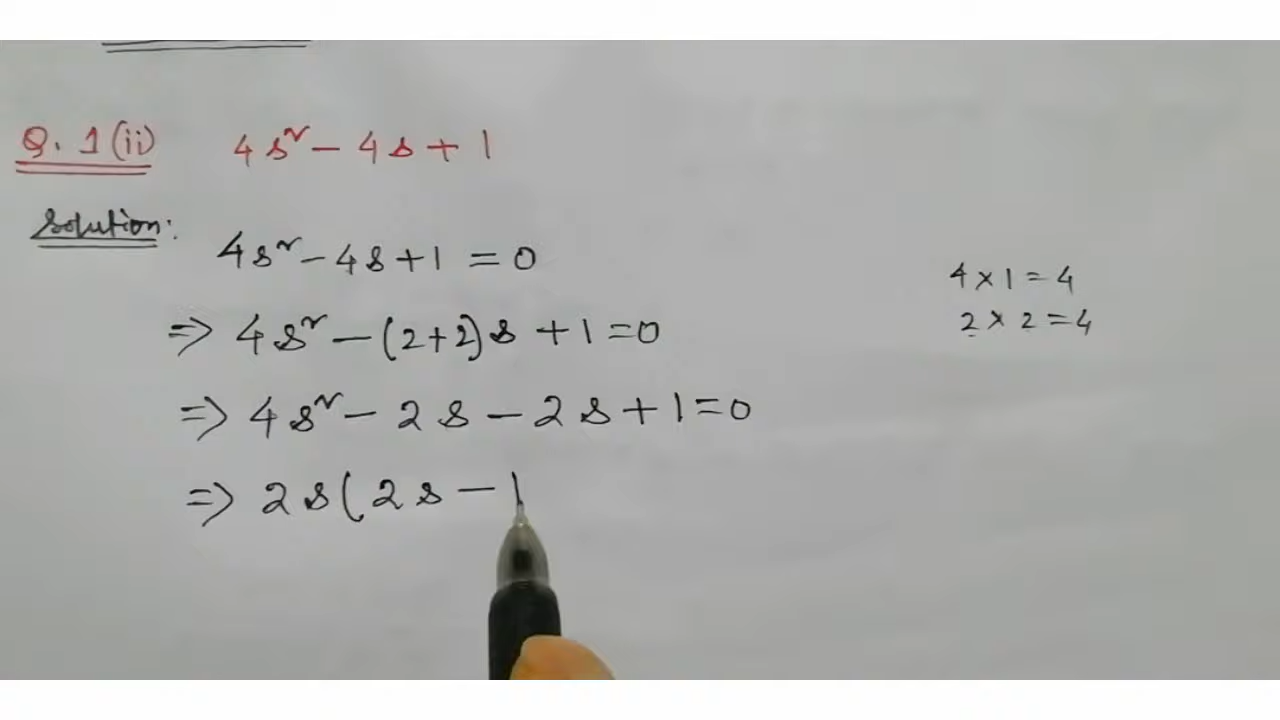 Q. 1(ii) 4s² - 4s + 1
Solution:
4s² - 4s + 1 = 0
=> 4s² - (2+2)s + 1 = 0
=> 4s² - 2s - 2s + 1 = 0
=> 2s(2s - 1
4 × 1 = 4
2 × 2 = 4